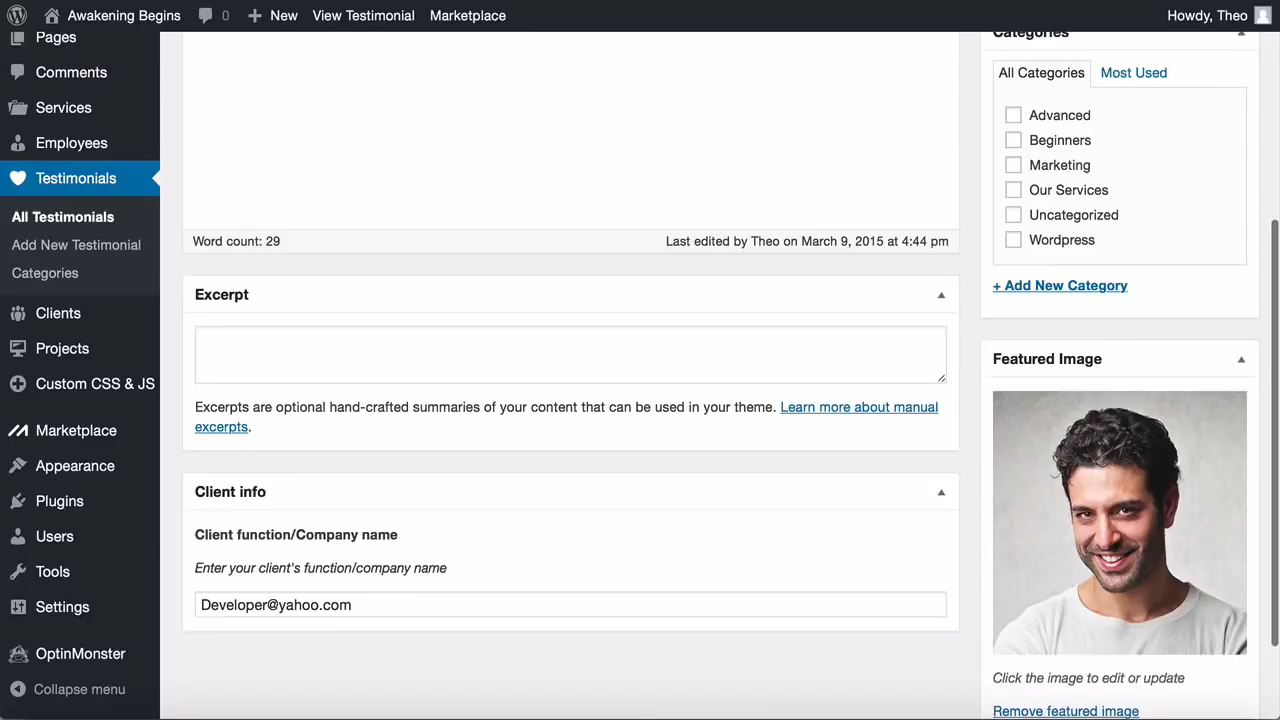 Awakening Begins
0
New
View Testimonial
Marketplace
Howdy, Theo
Pages
Comments
Services
Employees
Testimonials
All Testimonials
Add New Testimonial
Categories
Clients
Projects
Custom CSS & JS
Marketplace
Appearance
Plugins
Users
Tools
Settings
OptinMonster
Collapse menu
Word count: 29
Last edited by Theo on March 9, 2015 at 4:44 pm
Excerpt
Excerpts are optional hand-crafted summaries of your content that can be used in your theme. Learn more about manual
excerpts.
Client info
Client function/Company name
Enter your client's function/company name
Developer@yahoo.com
Categories
All Categories
Most Used
Advanced
Beginners
Marketing
Our Services
Uncategorized
Wordpress
+ Add New Category
Featured Image
Click the image to edit or update
Remove featured image